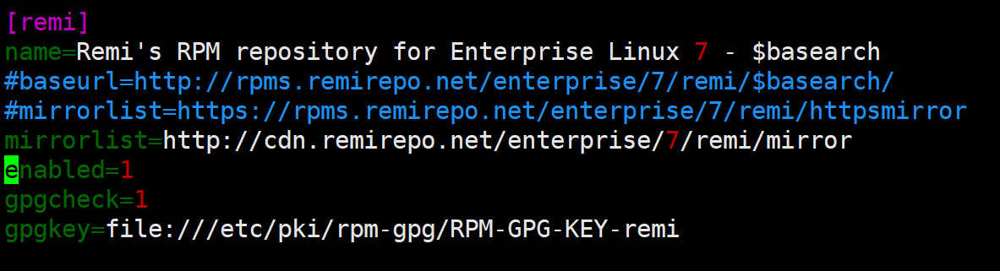 [remi]
name=Remi's RPM repository for Enterprise Linux 7 - $basearch
#baseurl=http://rpms.remirepo.net/enterprise/7/remi/$basearch/
#mirrorlist=https://rpms.remirepo.net/enterprise/7/remi/httpsmirror
mirrorlist=http://cdn.remirepo.net/enterprise/7/remi/mirror
enabled=1
gpgcheck=1
gpgkey=file:///etc/pki/rpm-gpg/RPM-GPG-KEY-remi